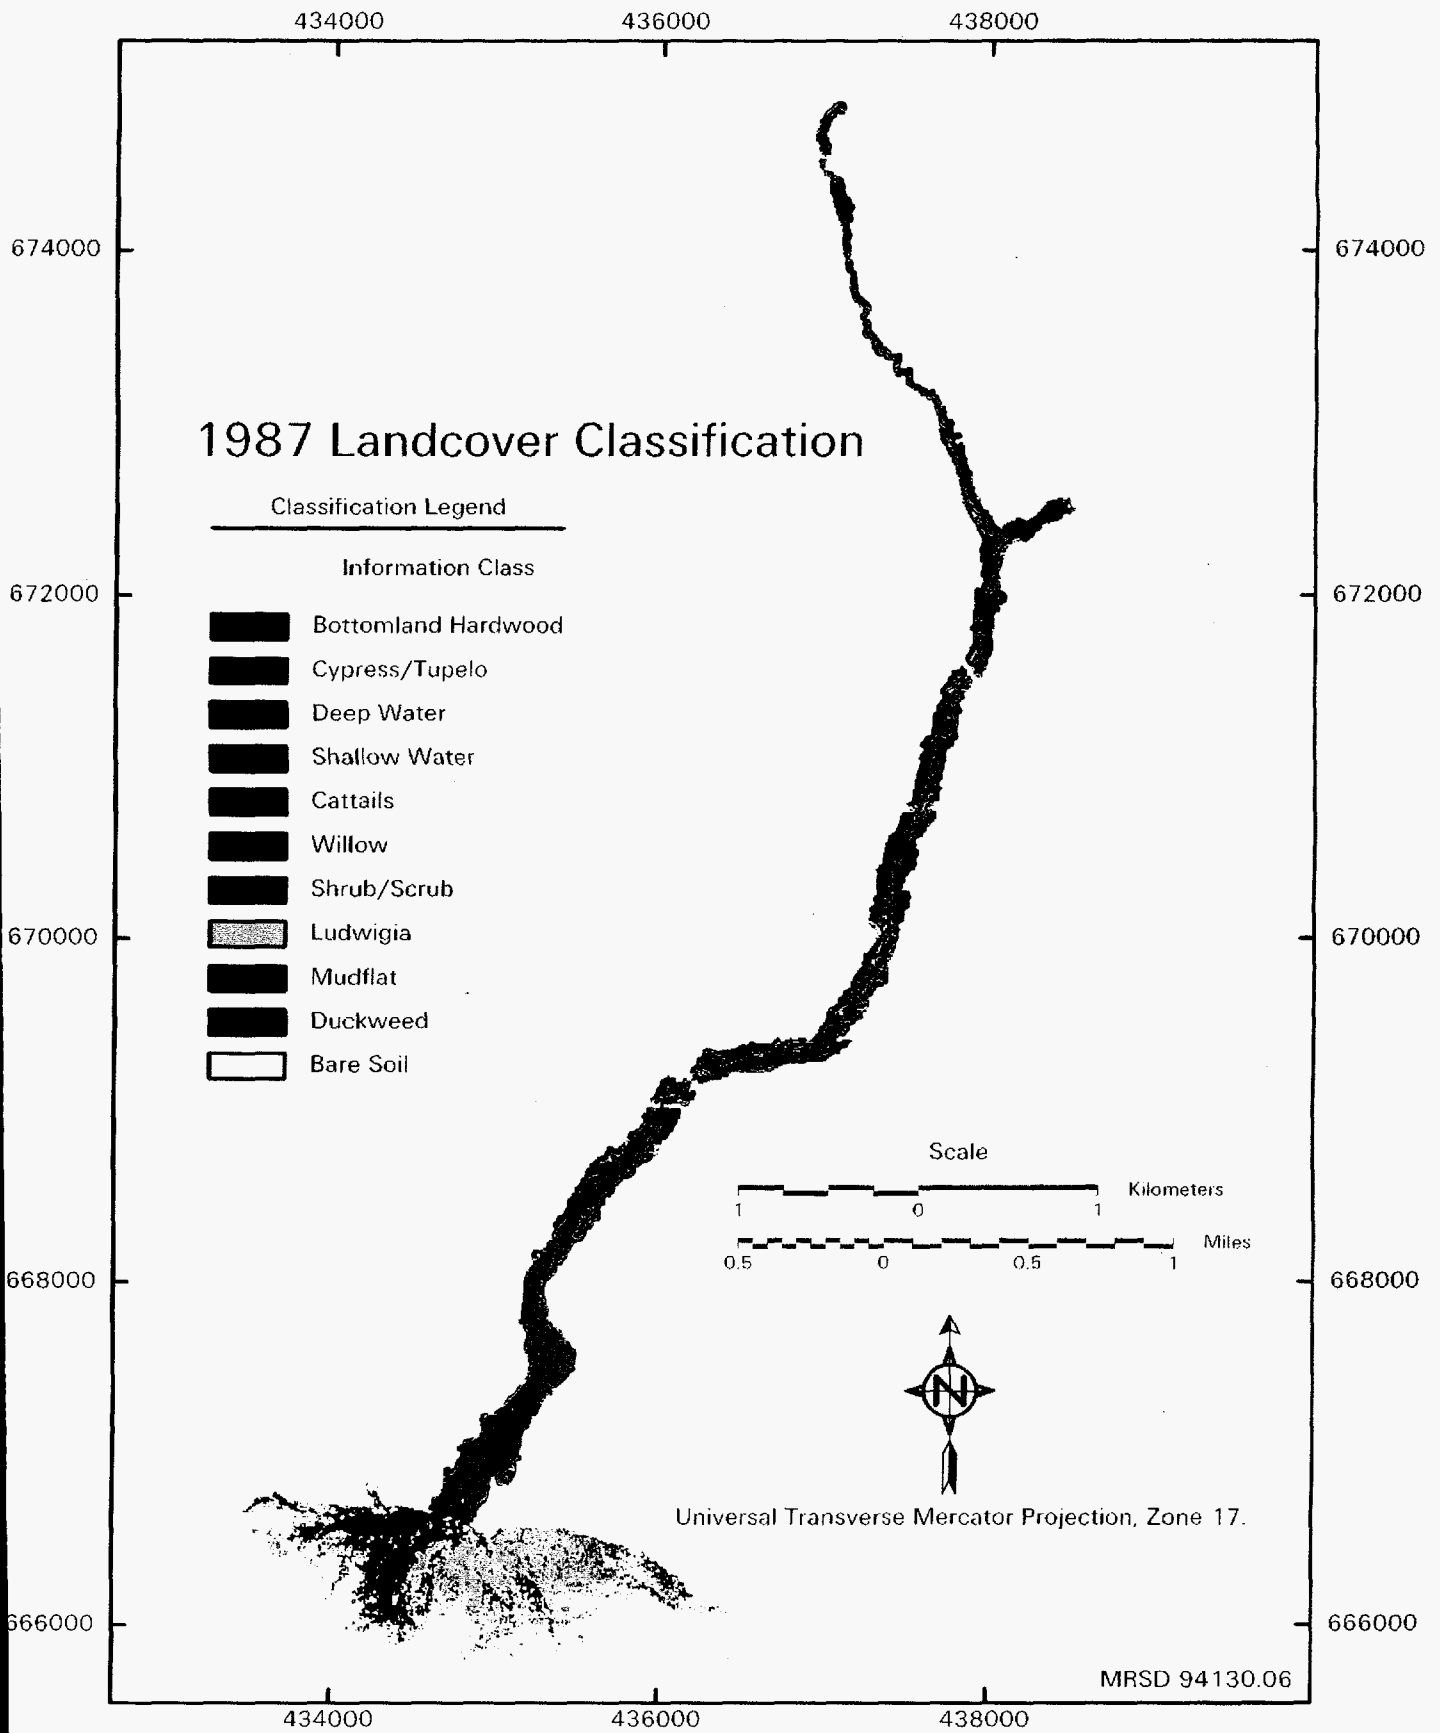 434000 436000 438000
674000 674000
1987 Landcover Classification
Classification Legend
Information Class
672000 672000
Bottomland Hardwood
Cypress/Tupelo
Deep Water
Shallow Water
Cattails
Willow
Shrub/Scrub
Ludwigia
670000 670000
Mudflat
Duckweed
Bare Soil
Scale
Kilometers
1 0 1
Miles
0.5 0 0.5 1
668000 668000
N
Universal Transverse Mercator Projection, Zone 17.
666000 666000
MRSD 94130.06
434000 436000 438000